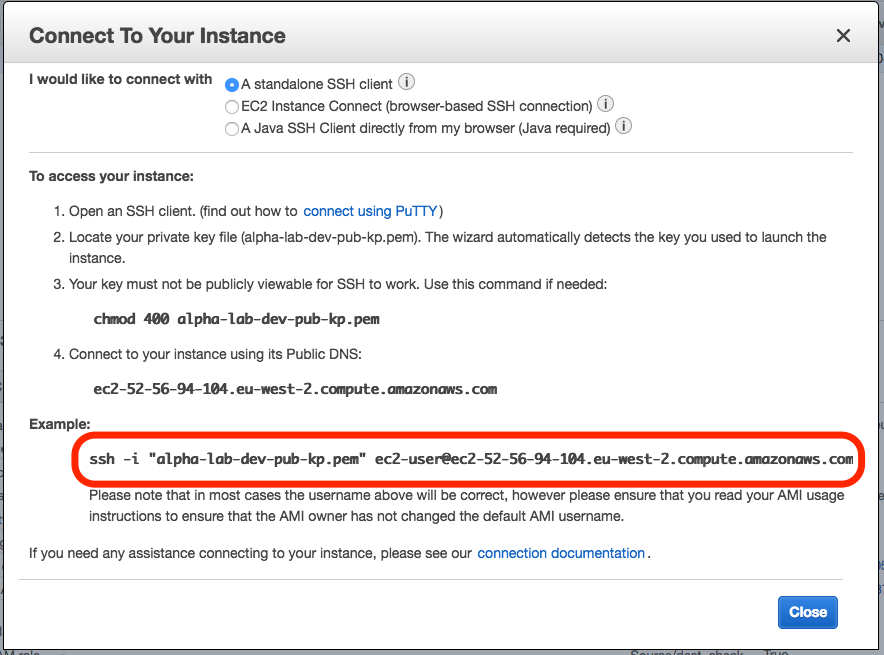 Connect To Your Instance
I would like to connect with
A standalone SSH client
EC2 Instance Connect (browser-based SSH connection)
A Java SSH Client directly from my browser (Java required)
To access your instance:
1. Open an SSH client. (find out how to connect using PuTTY)
2. Locate your private key file (alpha-lab-dev-pub-kp.pem). The wizard automatically detects the key you used to launch the
instance.
3. Your key must not be publicly viewable for SSH to work. Use this command if needed:
chmod 400 alpha-lab-dev-pub-kp.pem
4. Connect to your instance using its Public DNS:
ec2-52-56-94-104.eu-west-2.compute.amazonaws.com
Example:
ssh -i "alpha-lab-dev-pub-kp.pem" ec2-user@ec2-52-56-94-104.eu-west-2.compute.amazonaws.com
Please note that in most cases the username above will be correct, however please ensure that you read your AMI usage
instructions to ensure that the AMI owner has not changed the default AMI username.
If you need any assistance connecting to your instance, please see our connection documentation.
Close